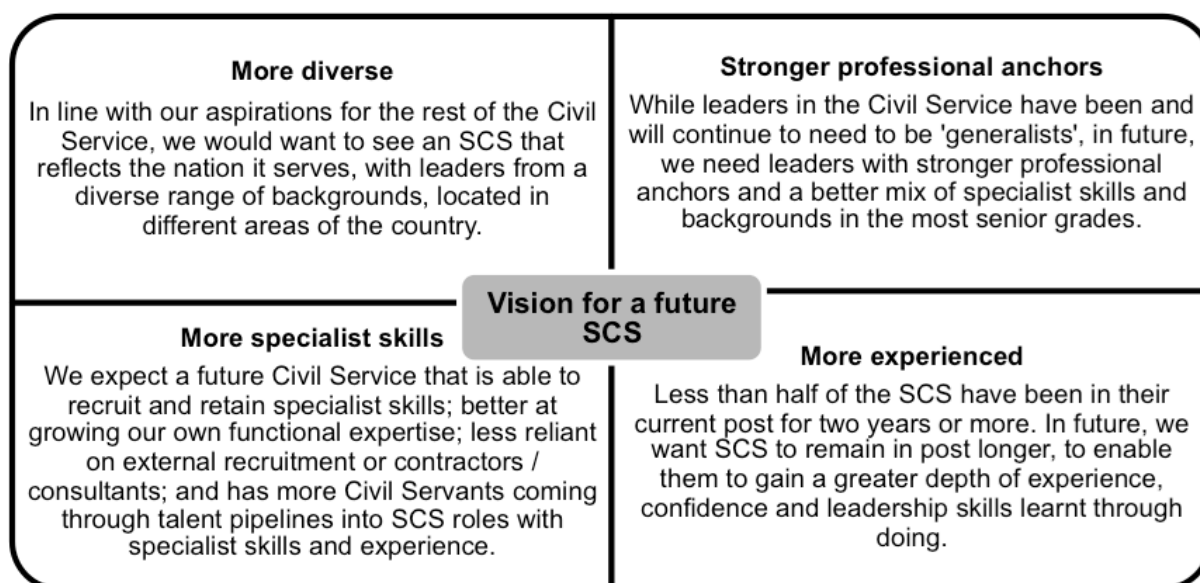 More diverse
In line with our aspirations for the rest of the Civil
Service, we would want to see an SCS that
reflects the nation it serves, with leaders from a
diverse range of backgrounds, located in
different areas of the country.
Stronger professional anchors
While leaders in the Civil Service have been and
will continue to need to be 'generalists', in future,
we need leaders with stronger professional
anchors and a better mix of specialist skills and
backgrounds in the most senior grades.
Vision for a future
SCS
More specialist skills
We expect a future Civil Service that is able to
recruit and retain specialist skills; better at
growing our own functional expertise; less reliant
on external recruitment or contractors /
consultants; and has more Civil Servants coming
through talent pipelines into SCS roles with
specialist skills and experience.
More experienced
Less than half of the SCS have been in their
current post for two years or more. In future, we
want SCS to remain in post longer, to enable
them to gain a greater depth of experience,
confidence and leadership skills learnt through
doing.